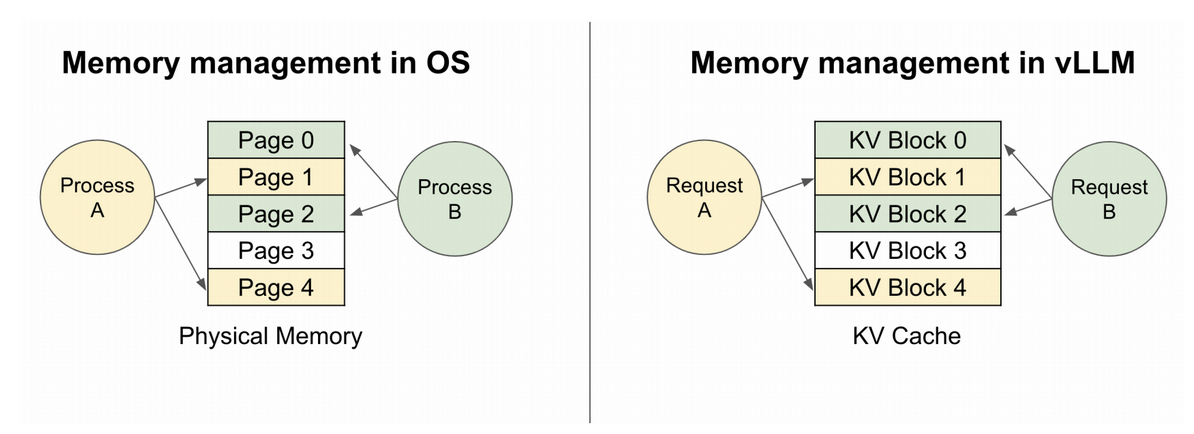 Memory management in OS
Process
A
Page 0
Page 1
Page 2
Page 3
Page 4
Process
B
Physical Memory
Memory management in vLLM
Request
A
KV Block 0
KV Block 1
KV Block 2
KV Block 3
KV Block 4
Request
B
KV Cache